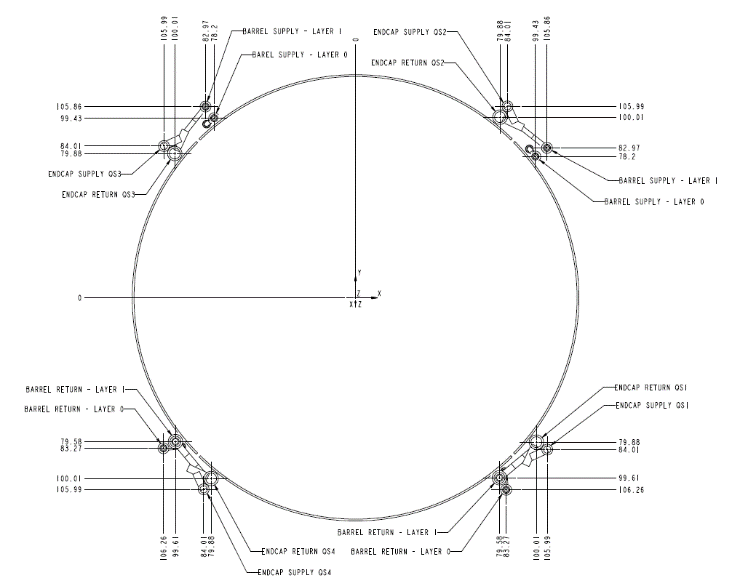 105.99
100.01
82.97
78.2
BARREL SUPPLY - LAYER 1
BAREL SUPPLY - LAYER 0
0
ENDCAP SUPPLY QS2
ENDCAP RETURN QS2
79.88
84.01
99.43
105.86
105.86
99.43
84.01
79.88
ENDCAP SUPPLY QS3
ENDCAP RETURN QS3
105.99
100.01
82.97
78.2
BARREL SUPPLY - LAYER 1
BARREL SUPPLY - LAYER 0
0
Y
Z
X
XYZ
BARREL RETURN - LAYER 1
BARREL RETURN - LAYER 0
79.58
83.27
100.01
105.99
ENDCAP RETURN QS1
ENDCAP SUPPLY QS1
79.88
84.01
99.61
106.26
106.26
99.61
84.01
79.88
ENDCAP RETURN QS4
ENDCAP SUPPLY QS4
BARREL RETURN - LAYER 1
BARREL RETURN - LAYER 0
79.58
83.27
100.01
105.99